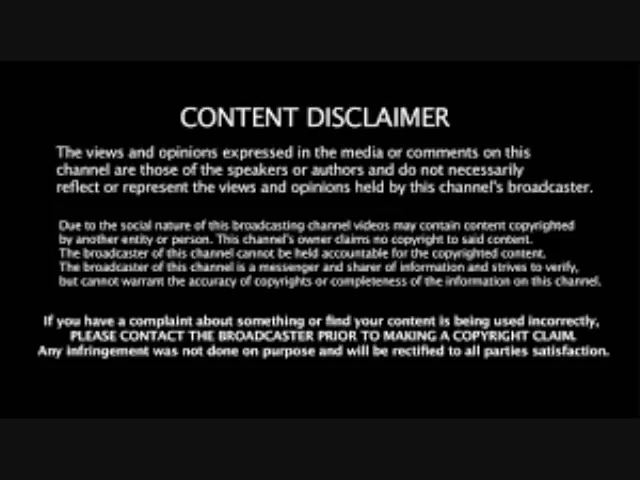 CONTENT DISCLAIMER
The views and opinions expressed in the media or comments on this
channel are those of the speakers or authors and do not necessarily
reflect or represent the views and opinions held by this channel's broadcaster.
Due to the social nature of this broadcasting channel videos may contain content copyrighted
by another entity or person. This channel's owner claims no copyright to said content.
The broadcaster of this channel cannot be held accountable for the copyrighted content.
The broadcaster of this channel is a messenger and sharer of information and strives to verify,
but cannot warrant the accuracy of copyrights or completeness of the information on this channel.
If you have a complaint about something or find your content is being used incorrectly,
PLEASE CONTACT THE BROADCASTER PRIOR TO MAKING A COPYRIGHT CLAIM.
Any infringement was not done on purpose and will be rectified to all parties satisfaction.